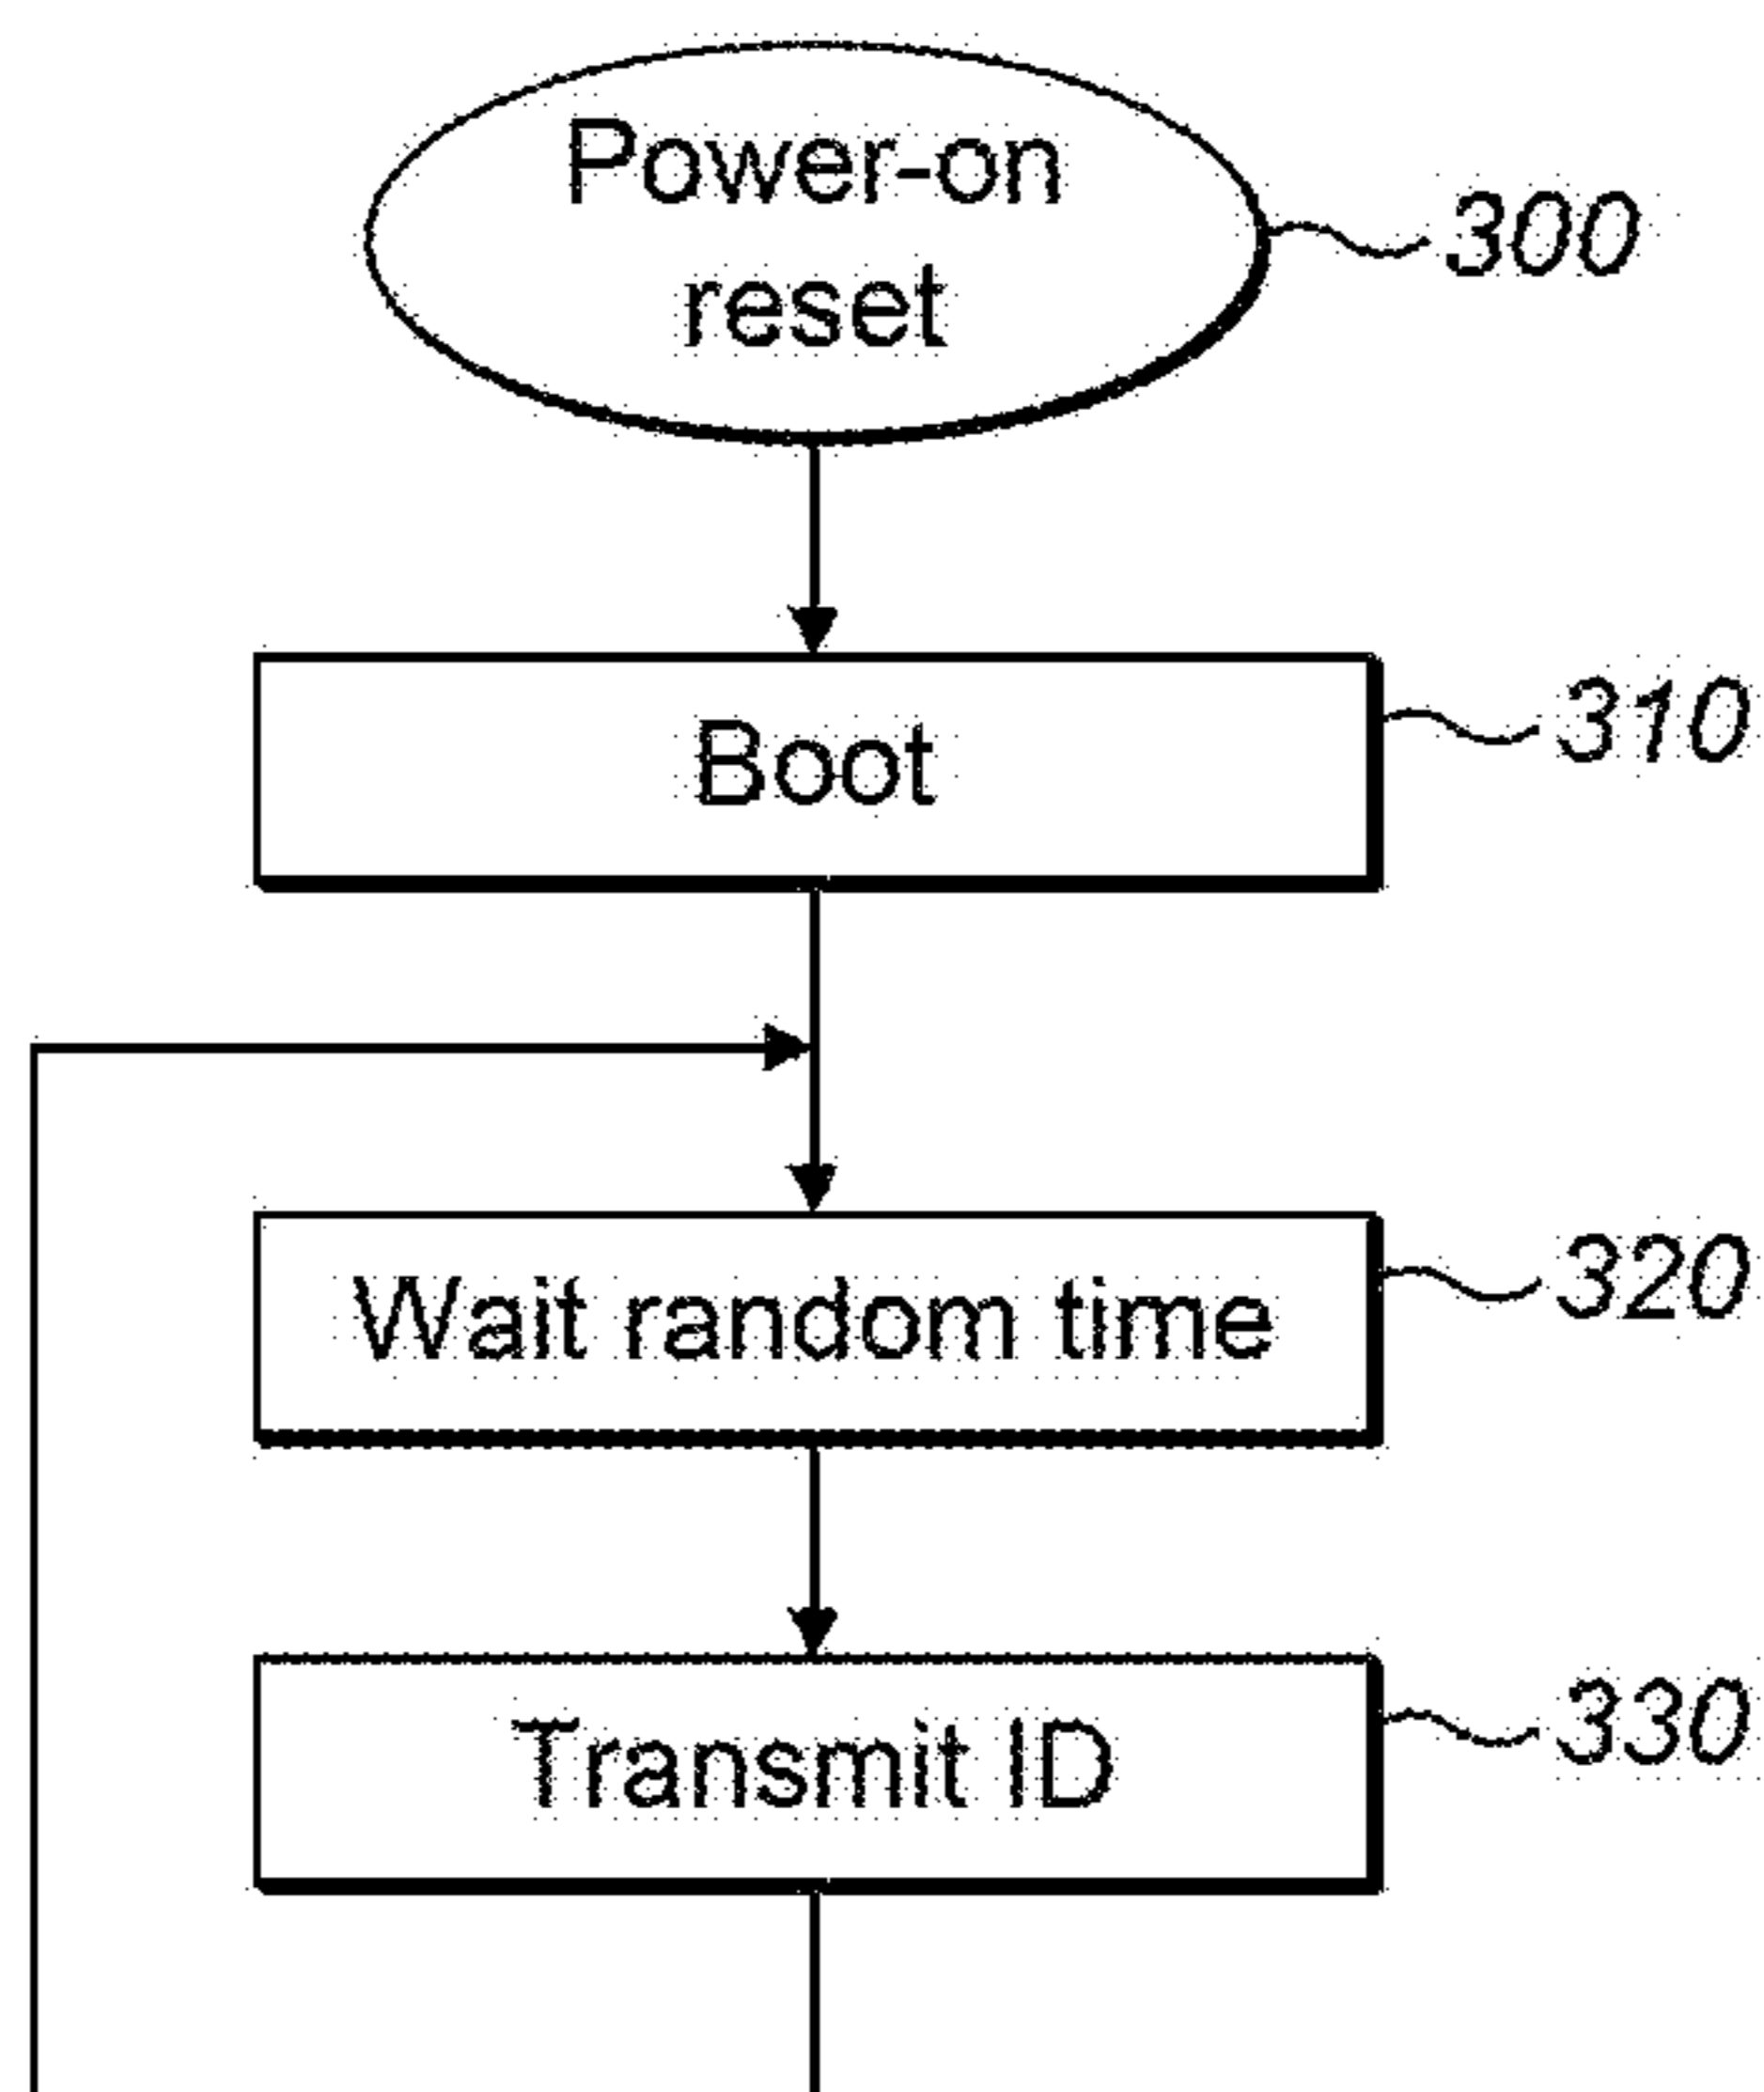 Power-on
reset
300
Boot
310
Wait random time
320
Transmit ID
330